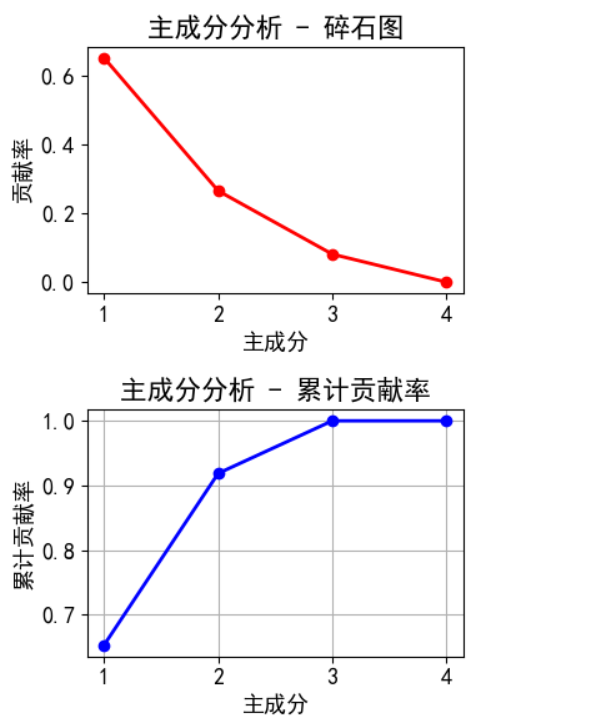 主成分分析 - 碎石图
0.6
0.4
0.2
0.0
贡献率
1 2 3 4
主成分
主成分分析 - 累计贡献率
1.0
0.9
0.8
0.7
累计贡献率
1 2 3 4
主成分